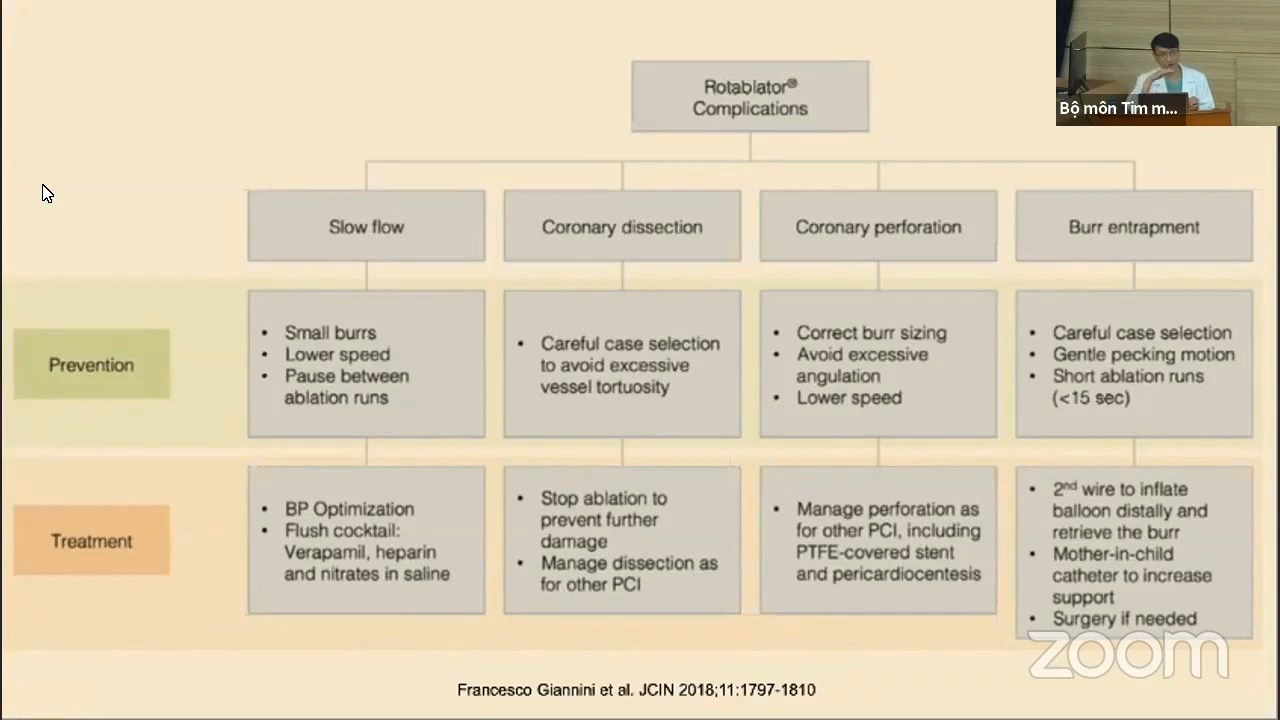 Rotablator®
Complications
Bộ môn Tim m...
Slow flow
Coronary dissection
Coronary perforation
Burr entrapment
Prevention
• Small burrs
• Lower speed
• Pause between
ablation runs
• Careful case selection
to avoid excessive
vessel tortuosity
• Correct burr sizing
• Avoid excessive
angulation
• Lower speed
• Careful case selection
• Gentle pecking motion
• Short ablation runs
(<15 sec)
Treatment
• BP Optimization
• Flush cocktail:
Verapamil, heparin
and nitrates in saline
• Stop ablation to
prevent further
damage
• Manage dissection as
for other PCI
• Manage perforation as
for other PCI, including
PTFE-covered stent
and pericardiocentesis
• 2nd wire to inflate
balloon distally and
retrieve the burr
• Mother-in-child
catheter to increase
support
• Surgery if needed
zoom
Francesco Giannini et al. JCIN 2018;11:1797-1810